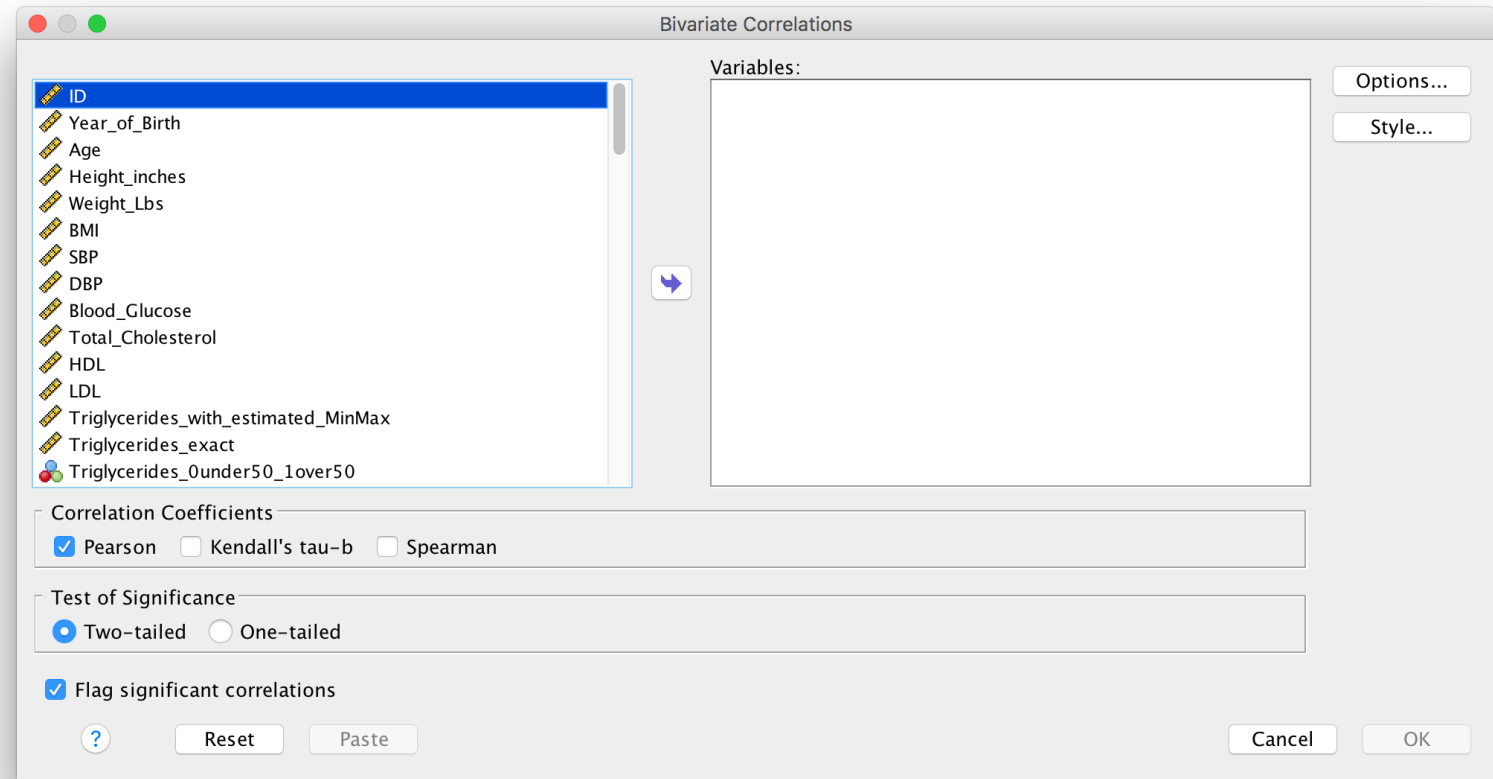 Bivariate Correlations
Variables:
ID
Year_of_Birth
Age
Height_inches
Weight_Lbs
BMI
SBP
DBP
Blood_Glucose
Total_Cholesterol
HDL
LDL
Triglycerides_with_estimated_MinMax
Triglycerides_exact
Triglycerides_0under50_1over50
Options...
Style...
Correlation Coefficients
Pearson Kendall's tau-b Spearman
Test of Significance
Two-tailed One-tailed
Flag significant correlations
? Reset Paste Cancel OK